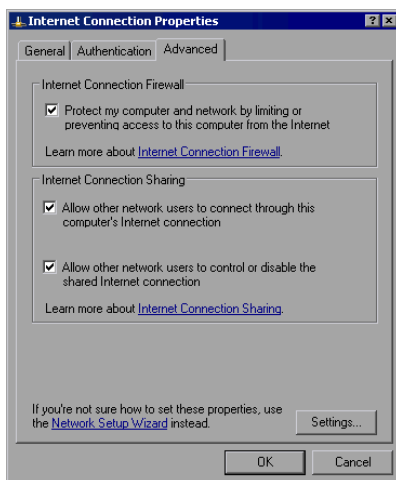 Internet Connection Properties
General Authentication Advanced
Internet Connection Firewall
Protect my computer and network by limiting or
preventing access to this computer from the Internet
Learn more about Internet Connection Firewall.
Internet Connection Sharing
Allow other network users to connect through this
computer's Internet connection
Allow other network users to control or disable the
shared Internet connection
Learn more about Internet Connection Sharing.
If you're not sure how to set these properties, use
the Network Setup Wizard instead.
Settings...
OK Cancel